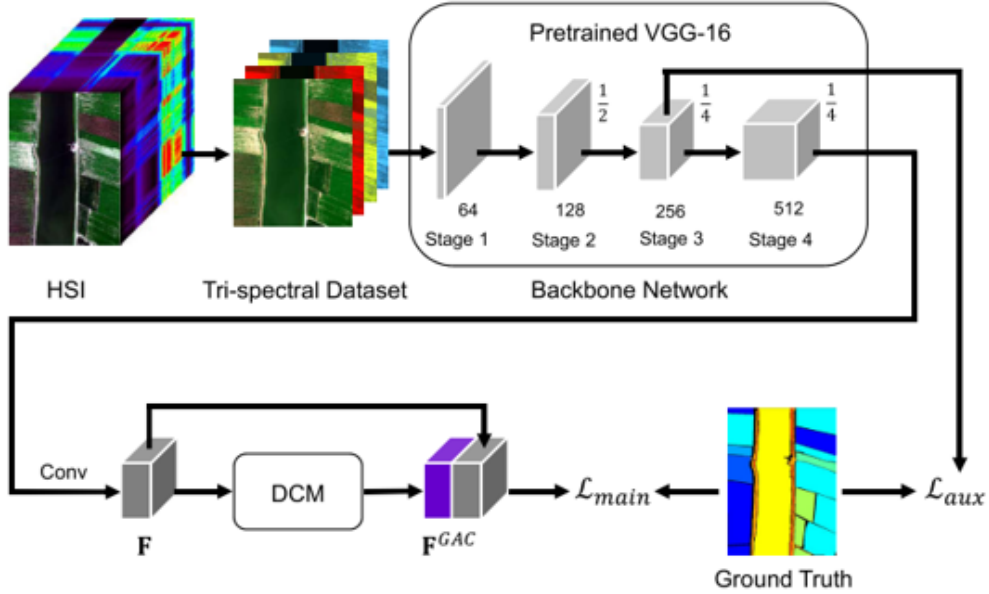 Pretrained VGG-16
1/2
1/4
1/4
64
128
256
512
Stage 1
Stage 2
Stage 3
Stage 4
HSI
Tri-spectral Dataset
Backbone Network
Conv
DCM
ℒ_main
ℒ_aux
F
F^GAC
Ground Truth